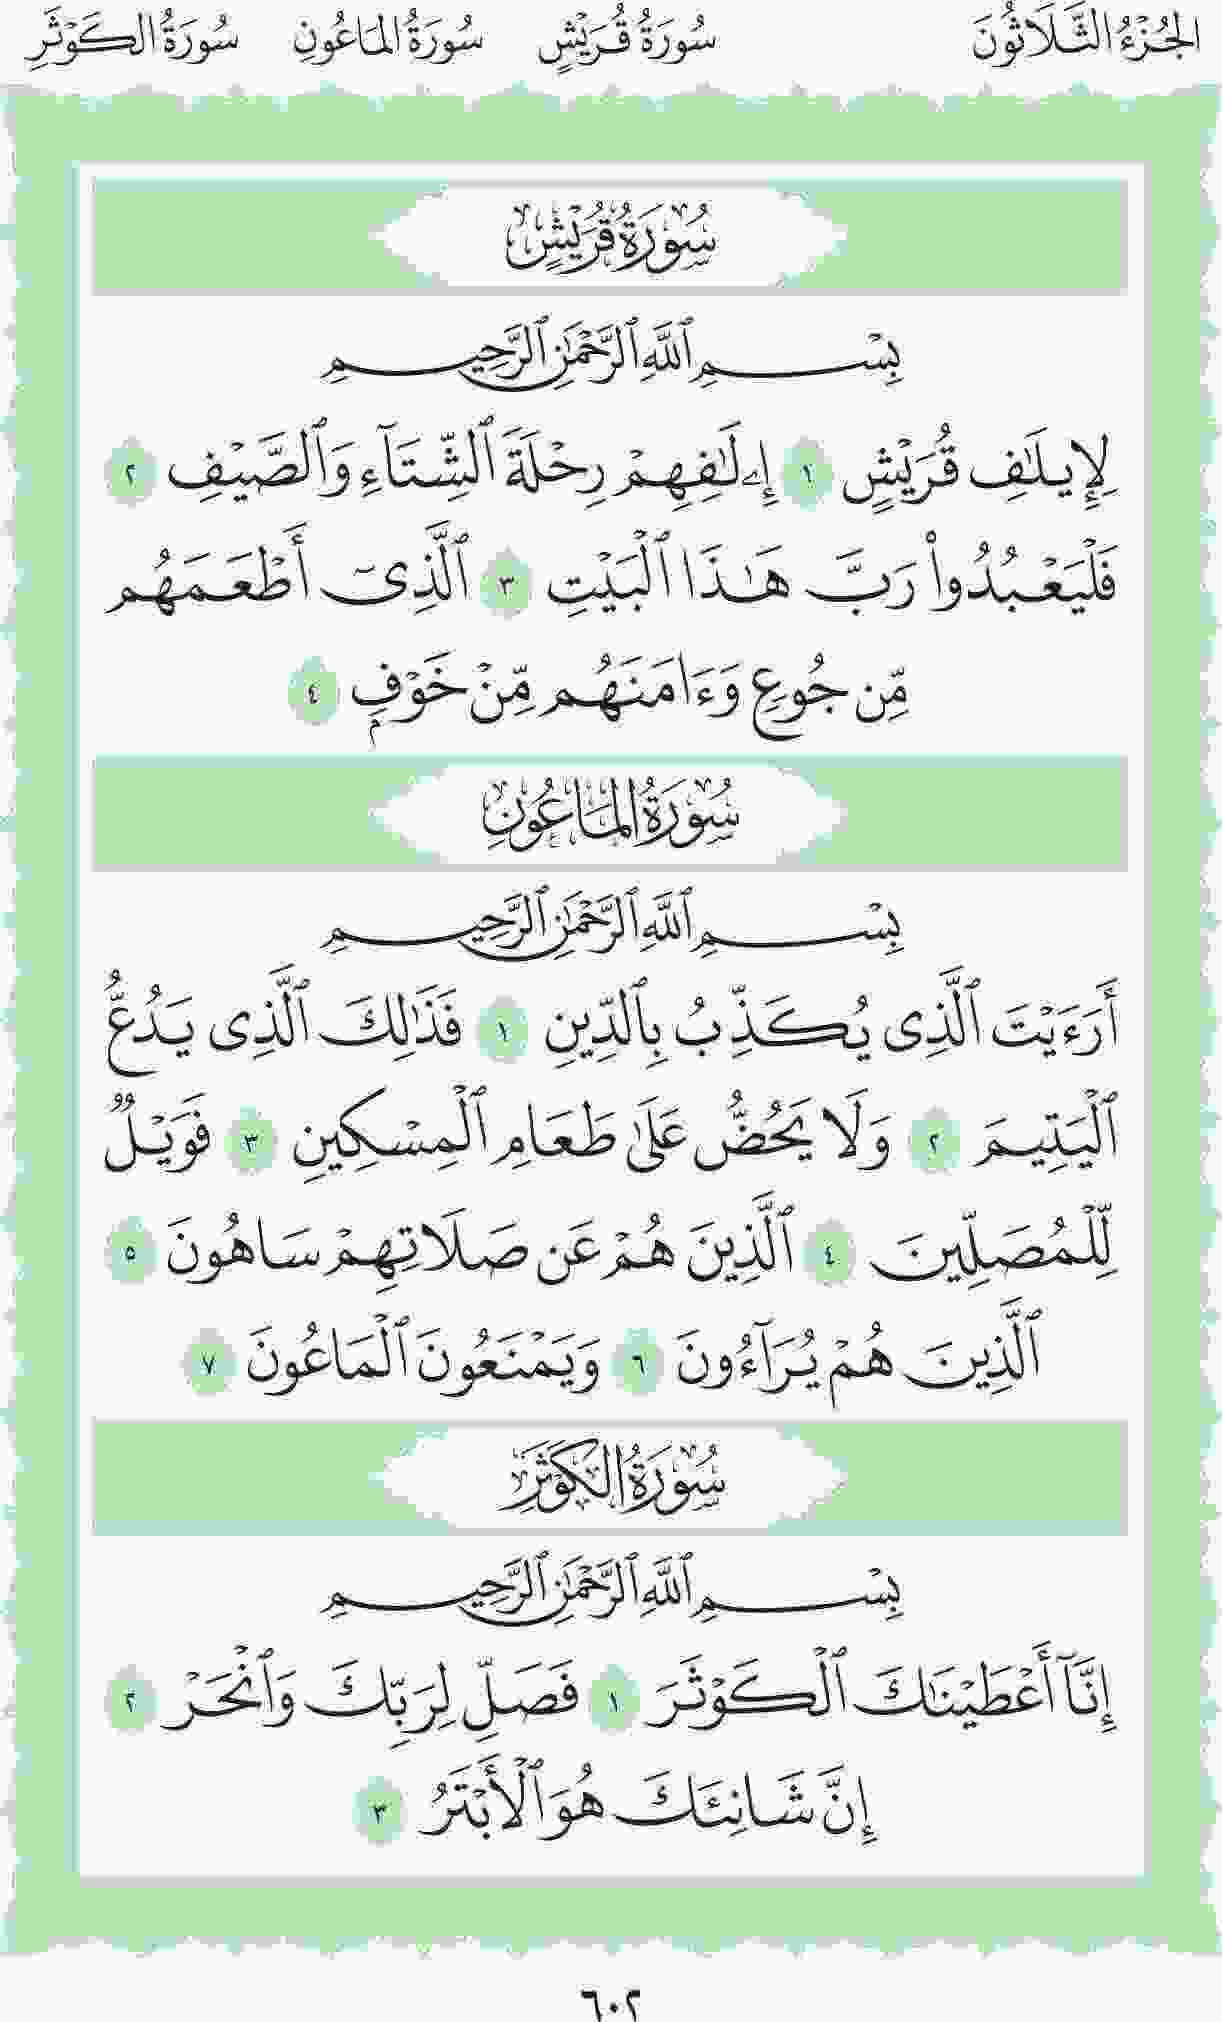 الجُزْءُ الثَّلَاثُونَ سُورَةُ قُرَيْشٍ سُورَةُ المَاعُونِ سُورَةُ الكَوْثَرِ
سُورَةُ قُرَيْشٍ
بِسْمِ ٱللَّهِ ٱلرَّحْمَٰنِ ٱلرَّحِيمِ
لِإِيلَٰفِ قُرَيْشٍ ١ إِۦلَٰفِهِمْ رِحْلَةَ ٱلشِّتَآءِ وَٱلصَّيْفِ ٢
فَلْيَعْبُدُوا۟ رَبَّ هَٰذَا ٱلْبَيْتِ ٣ ٱلَّذِىٓ أَطْعَمَهُم
مِّن جُوعٍ وَءَامَنَهُم مِّنْ خَوْفٍۭ ٤
سُورَةُ المَاعُونِ
بِسْمِ ٱللَّهِ ٱلرَّحْمَٰنِ ٱلرَّحِيمِ
أَرَءَيْتَ ٱلَّذِى يُكَذِّبُ بِٱلدِّينِ ١ فَذَٰلِكَ ٱلَّذِى يَدُعُّ
ٱلْيَتِيمَ ٢ وَلَا يَحُضُّ عَلَىٰ طَعَامِ ٱلْمِسْكِينِ ٣ فَوَيْلٌ
لِّلْمُصَلِّينَ ٤ ٱلَّذِينَ هُمْ عَن صَلَاتِهِمْ سَاهُونَ ٥
ٱلَّذِينَ هُمْ يُرَآءُونَ ٦ وَيَمْنَعُونَ ٱلْمَاعُونَ ٧
سُورَةُ الكَوْثَرِ
بِسْمِ ٱللَّهِ ٱلرَّحْمَٰنِ ٱلرَّحِيمِ
إِنَّآ أَعْطَيْنَٰكَ ٱلْكَوْثَرَ ١ فَصَلِّ لِرَبِّكَ وَٱنْحَرْ ٢
إِنَّ شَانِئَكَ هُوَ ٱلْأَبْتَرُ ٣
٦٠٢